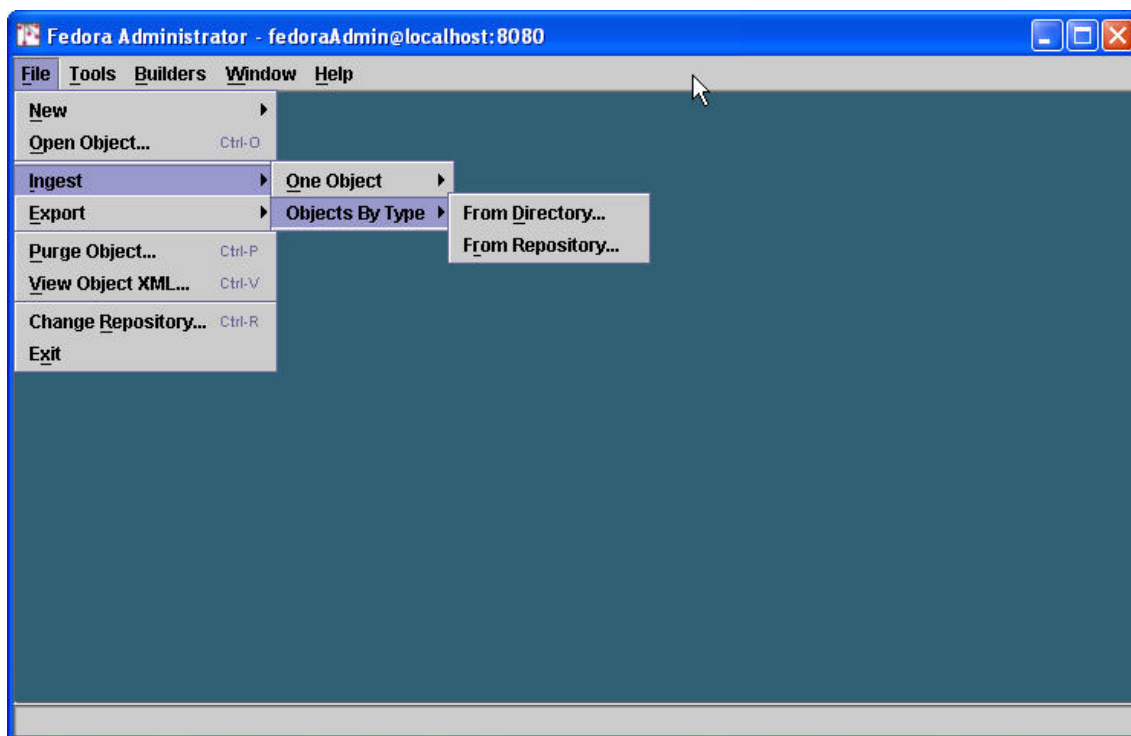 Fedora Administrator - fedoraAdmin@localhost:8080
File Tools Builders Window Help
New
Open Object... Ctrl-O
Ingest
One Object
Export
Objects By Type
From Directory...
From Repository...
Purge Object... Ctrl-P
View Object XML... Ctrl-V
Change Repository... Ctrl-R
Exit